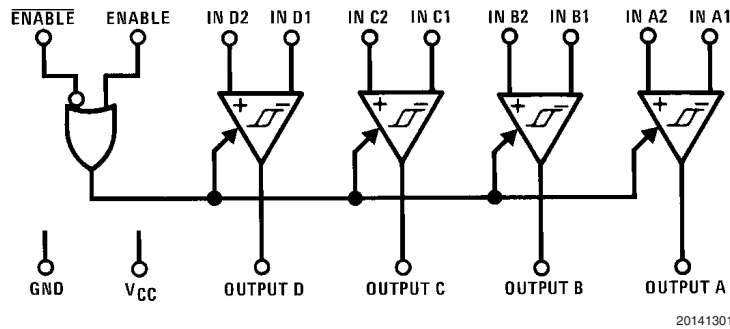 E̅N̅A̅B̅L̅E̅ ENABLE IN D2 IN D1 IN C2 IN C1 IN B2 IN B1 IN A2 IN A1
+ − + − + − + −
GND VCC OUTPUT D OUTPUT C OUTPUT B OUTPUT A
20141301